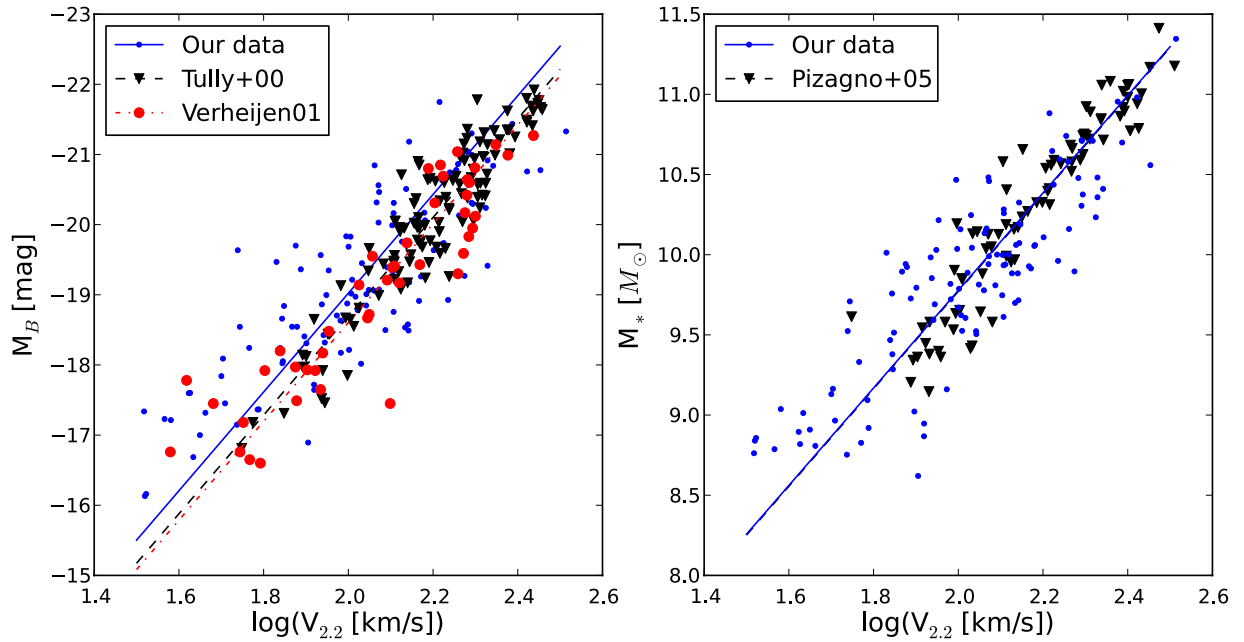 −23
−22
−21
−20
−19
−18
−17
−16
−15
M_B [mag]
Our data
Tully+00
Verheijen01
1.4 1.6 1.8 2.0 2.2 2.4 2.6
log(V_2.2 [km/s])
11.5
11.0
10.5
10.0
9.5
9.0
8.5
8.0
M_* [M_⊙]
Our data
Pizagno+05
1.4 1.6 1.8 2.0 2.2 2.4 2.6
log(V_2.2 [km/s])